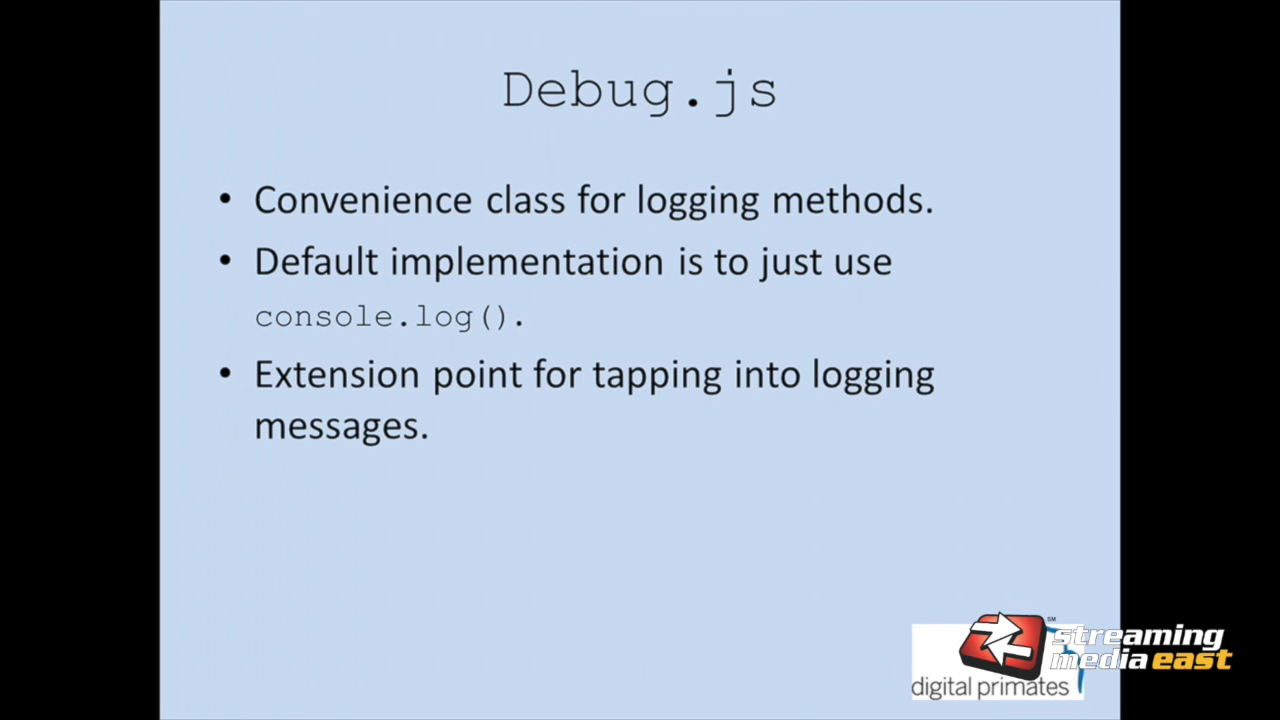 Debug.js
• Convenience class for logging methods.
• Default implementation is to just use
console.log().
• Extension point for tapping into logging
messages.
SM
streaming
media east
digital primates